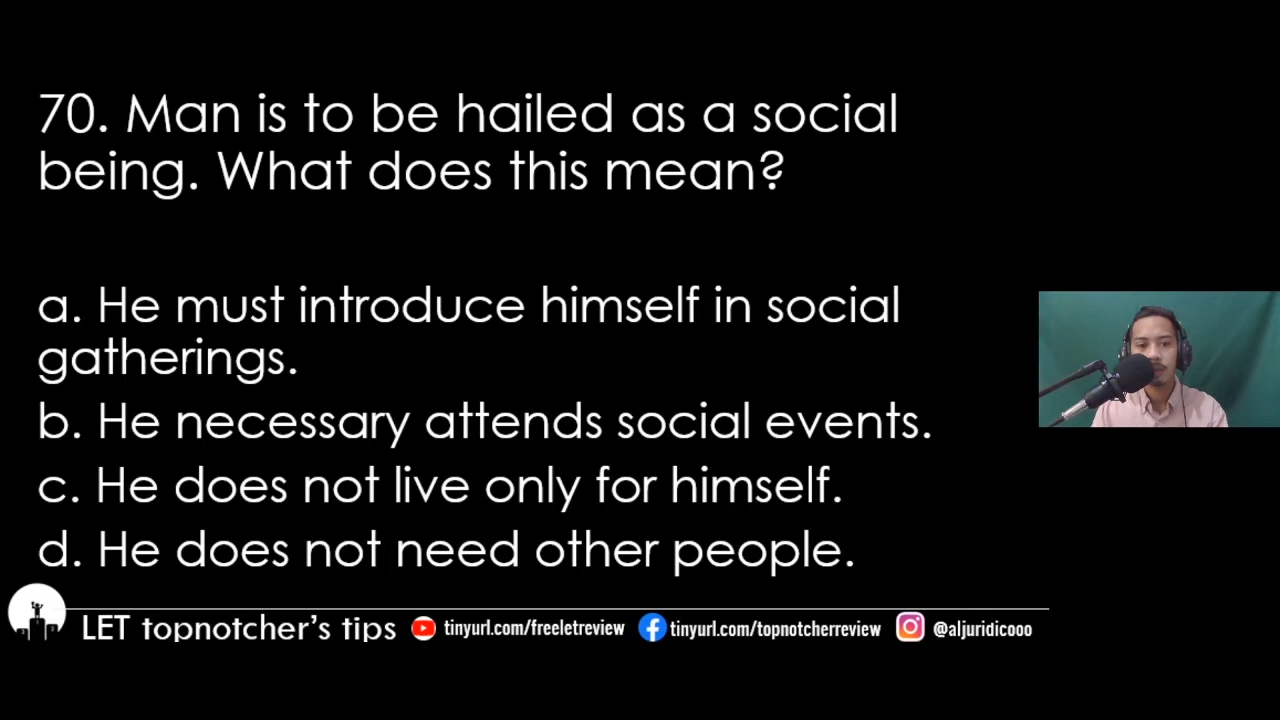 70. Man is to be hailed as a social
being. What does this mean?
a. He must introduce himself in social
gatherings.
b. He necessary attends social events.
c. He does not live only for himself.
d. He does not need other people.
LET topnotcher's tips tinyurl.com/freeletreview tinyurl.com/topnotcherreview @aljuridicooo